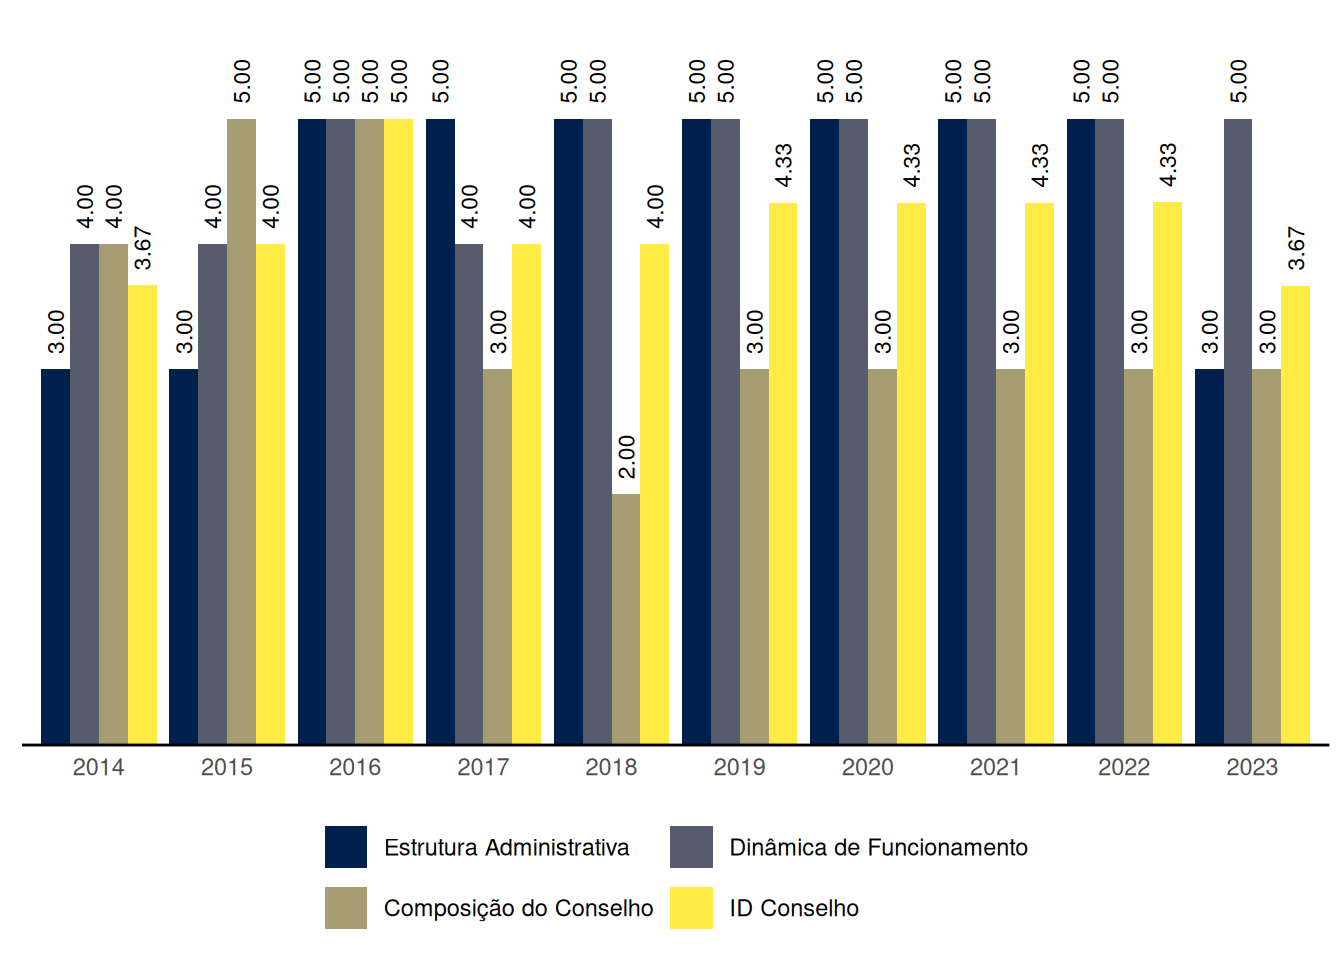 3.00 4.00 4.00 3.67 3.00 4.00 5.00 4.00 5.00 5.00 5.00 5.00 5.00 4.00 3.00 4.00 5.00 5.00 2.00 4.00 5.00 5.00 3.00 4.33 5.00 5.00 3.00 4.33 5.00 5.00 3.00 4.33 5.00 5.00 3.00 4.33 3.00 5.00 3.00 3.67
2014 2015 2016 2017 2018 2019 2020 2021 2022 2023
Estrutura Administrativa Dinâmica de Funcionamento
Composição do Conselho ID Conselho